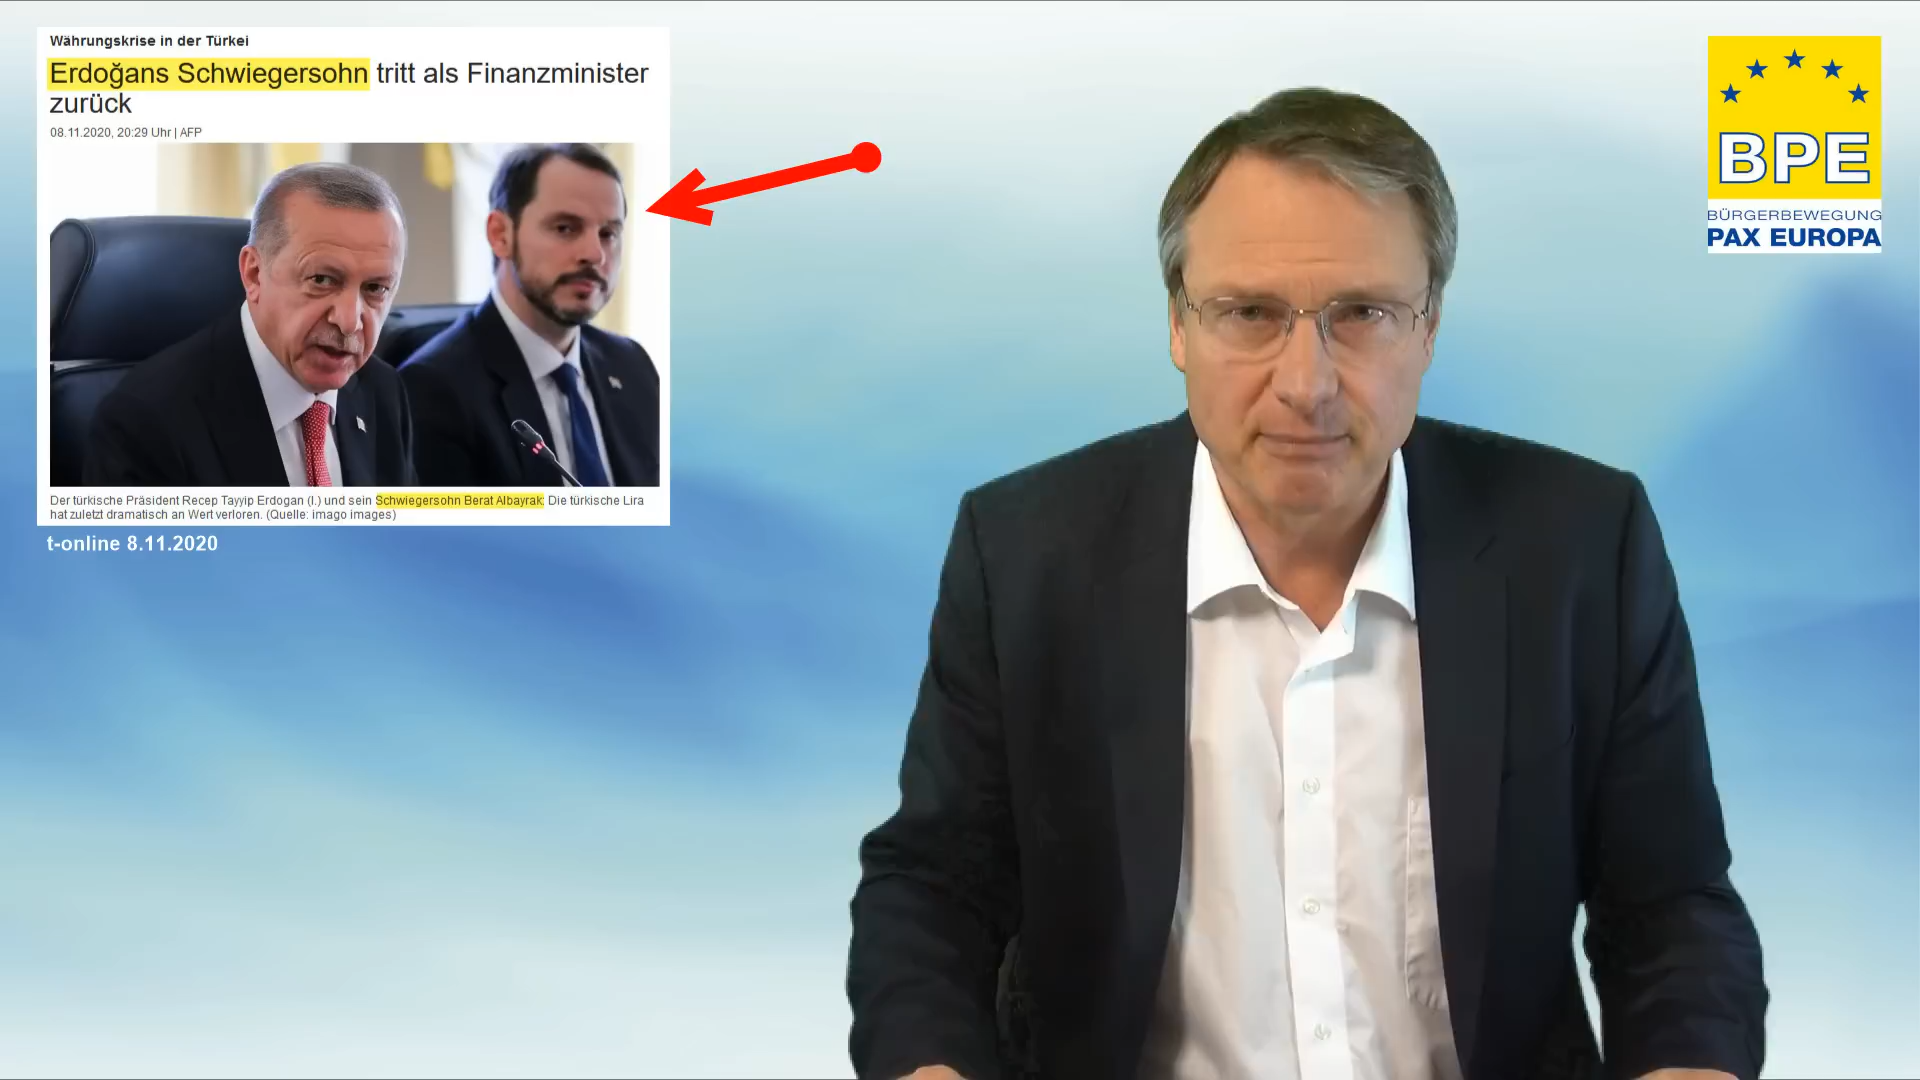 Währungskrise in der Türkei
Erdoğans Schwiegersohn tritt als Finanzminister
zurück
08.11.2020, 20:29 Uhr | AFP
Der türkische Präsident Recep Tayyip Erdogan (l.) und sein Schwiegersohn Berat Albayrak: Die türkische Lira
hat zuletzt dramatisch an Wert verloren. (Quelle: imago images)
t-online 8.11.2020
BPE
BÜRGERBEWEGUNG
PAX EUROPA